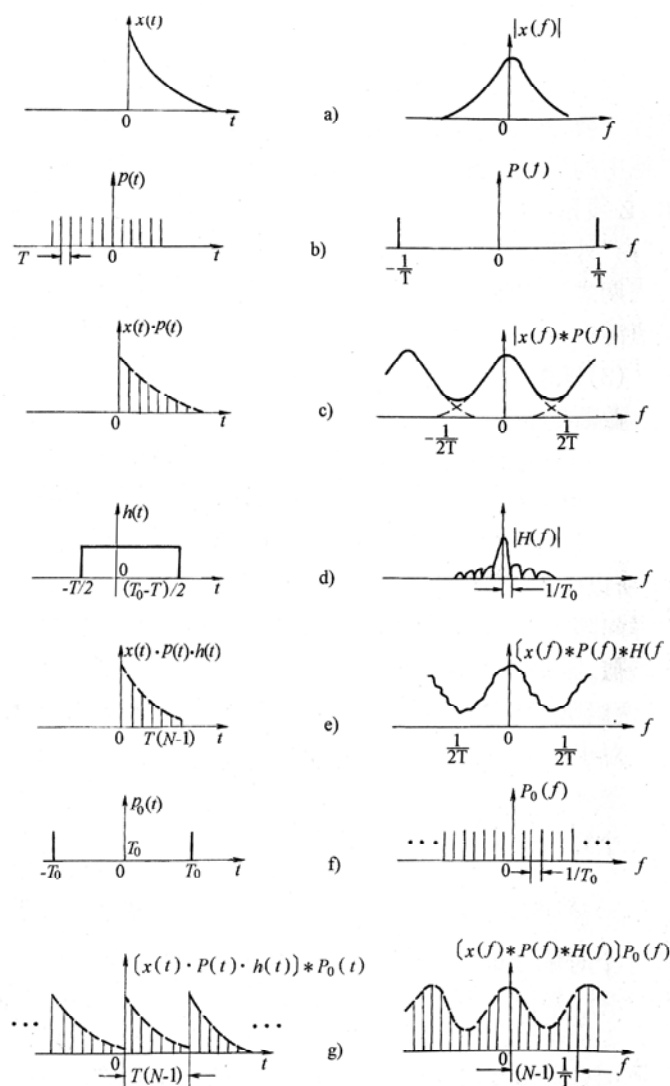 x(t)
0
t
a)
|x(f)|
0
f
p(t)
T
0
t
b)
P(f)
-1/T
0
1/T
f
x(t)·p(t)
0
t
c)
|x(f)*P(f)|
-1/2T
0
1/2T
f
h(t)
0
-T/2
(T₀-T)/2
t
d)
|H(f)|
1/T₀
f
x(t)·p(t)·h(t)
0
T(N-1)
t
e)
[x(f)*P(f)*H(f
1/2T
0
1/2T
f
p₀(t)
T₀
-T₀
0
T₀
t
f)
P₀(f)
···
···
0
1/T₀
f
[x(t)·P(t)·h(t)]*P₀(t)
···
···
0
T(N-1)
t
g)
[x(f)*P(f)*H(f)]P₀(f)
0
(N-1)1/T
f